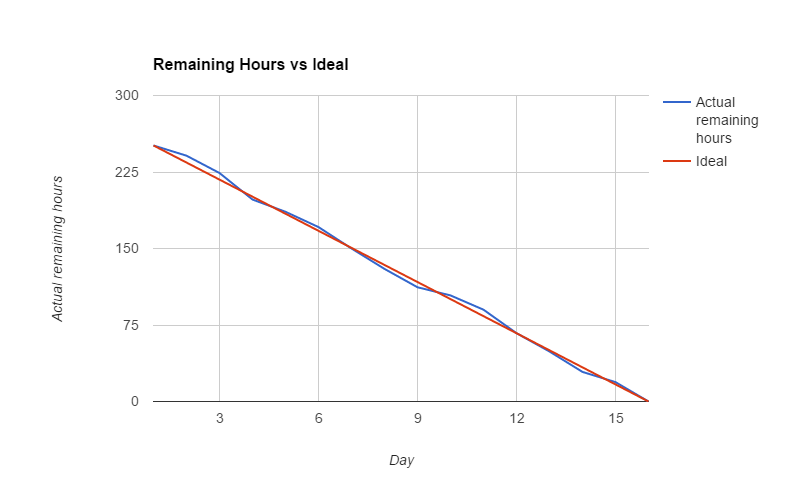 Remaining Hours vs Ideal
300
225
150
75
0
Actual remaining hours
3 6 9 12 15
Day
Actual
remaining
hours
Ideal